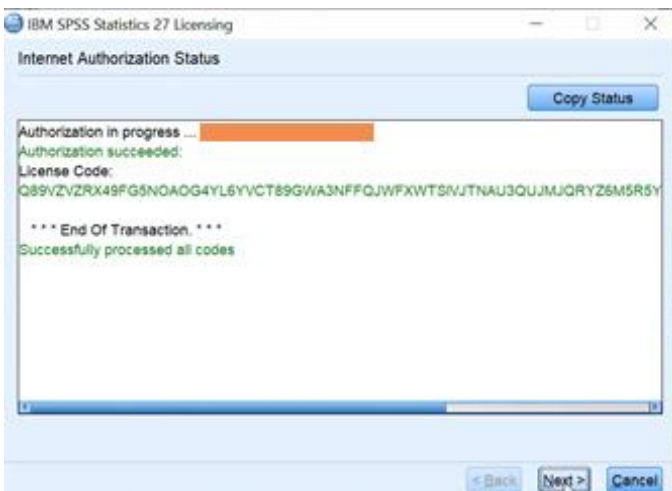 IBM SPSS Statistics 27 Licensing
Internet Authorization Status
Copy Status
Authorization in progress ...
Authorization succeeded:
License Code:
Q89VZVZRX49FG5NOAOG4YL6YVCT89GWA3NFFQJWFXWTSIVJTNAU3QUJMJQRYZ6M5R5Y
* * * End Of Transaction. * * *
Successfully processed all codes
< Back Next > Cancel